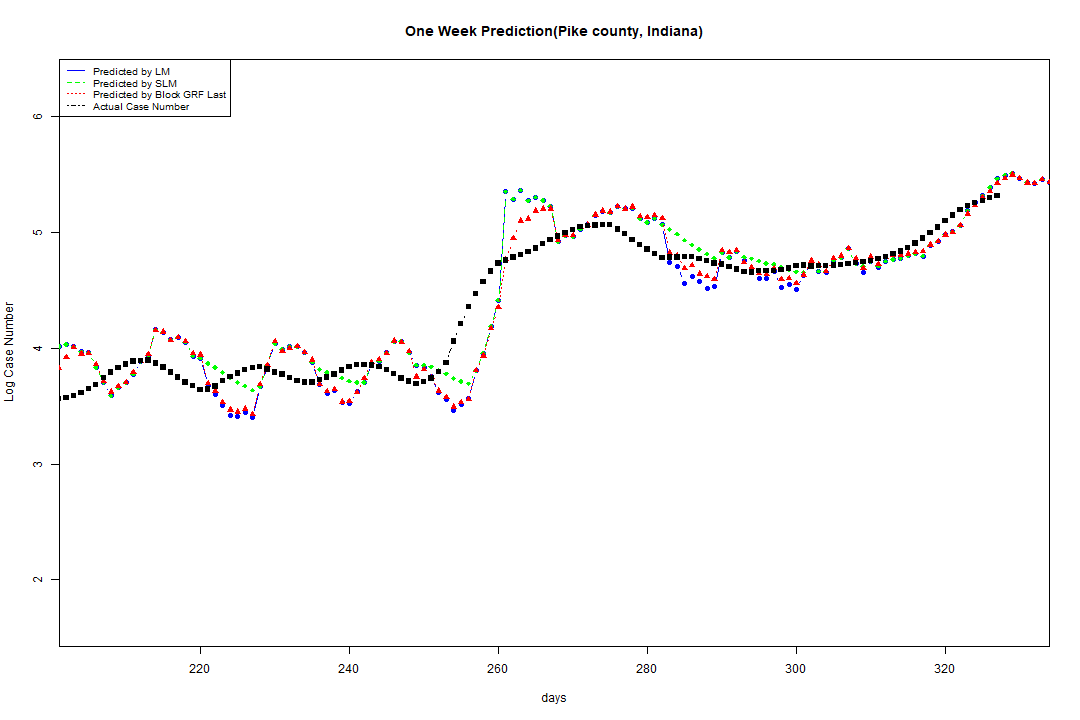 One Week Prediction(Pike county, Indiana)
Predicted by LM
Predicted by SLM
Predicted by Block GRF Last
Actual Case Number
6
5
4
3
2
Log Case Number
220 240 260 280 300 320
days